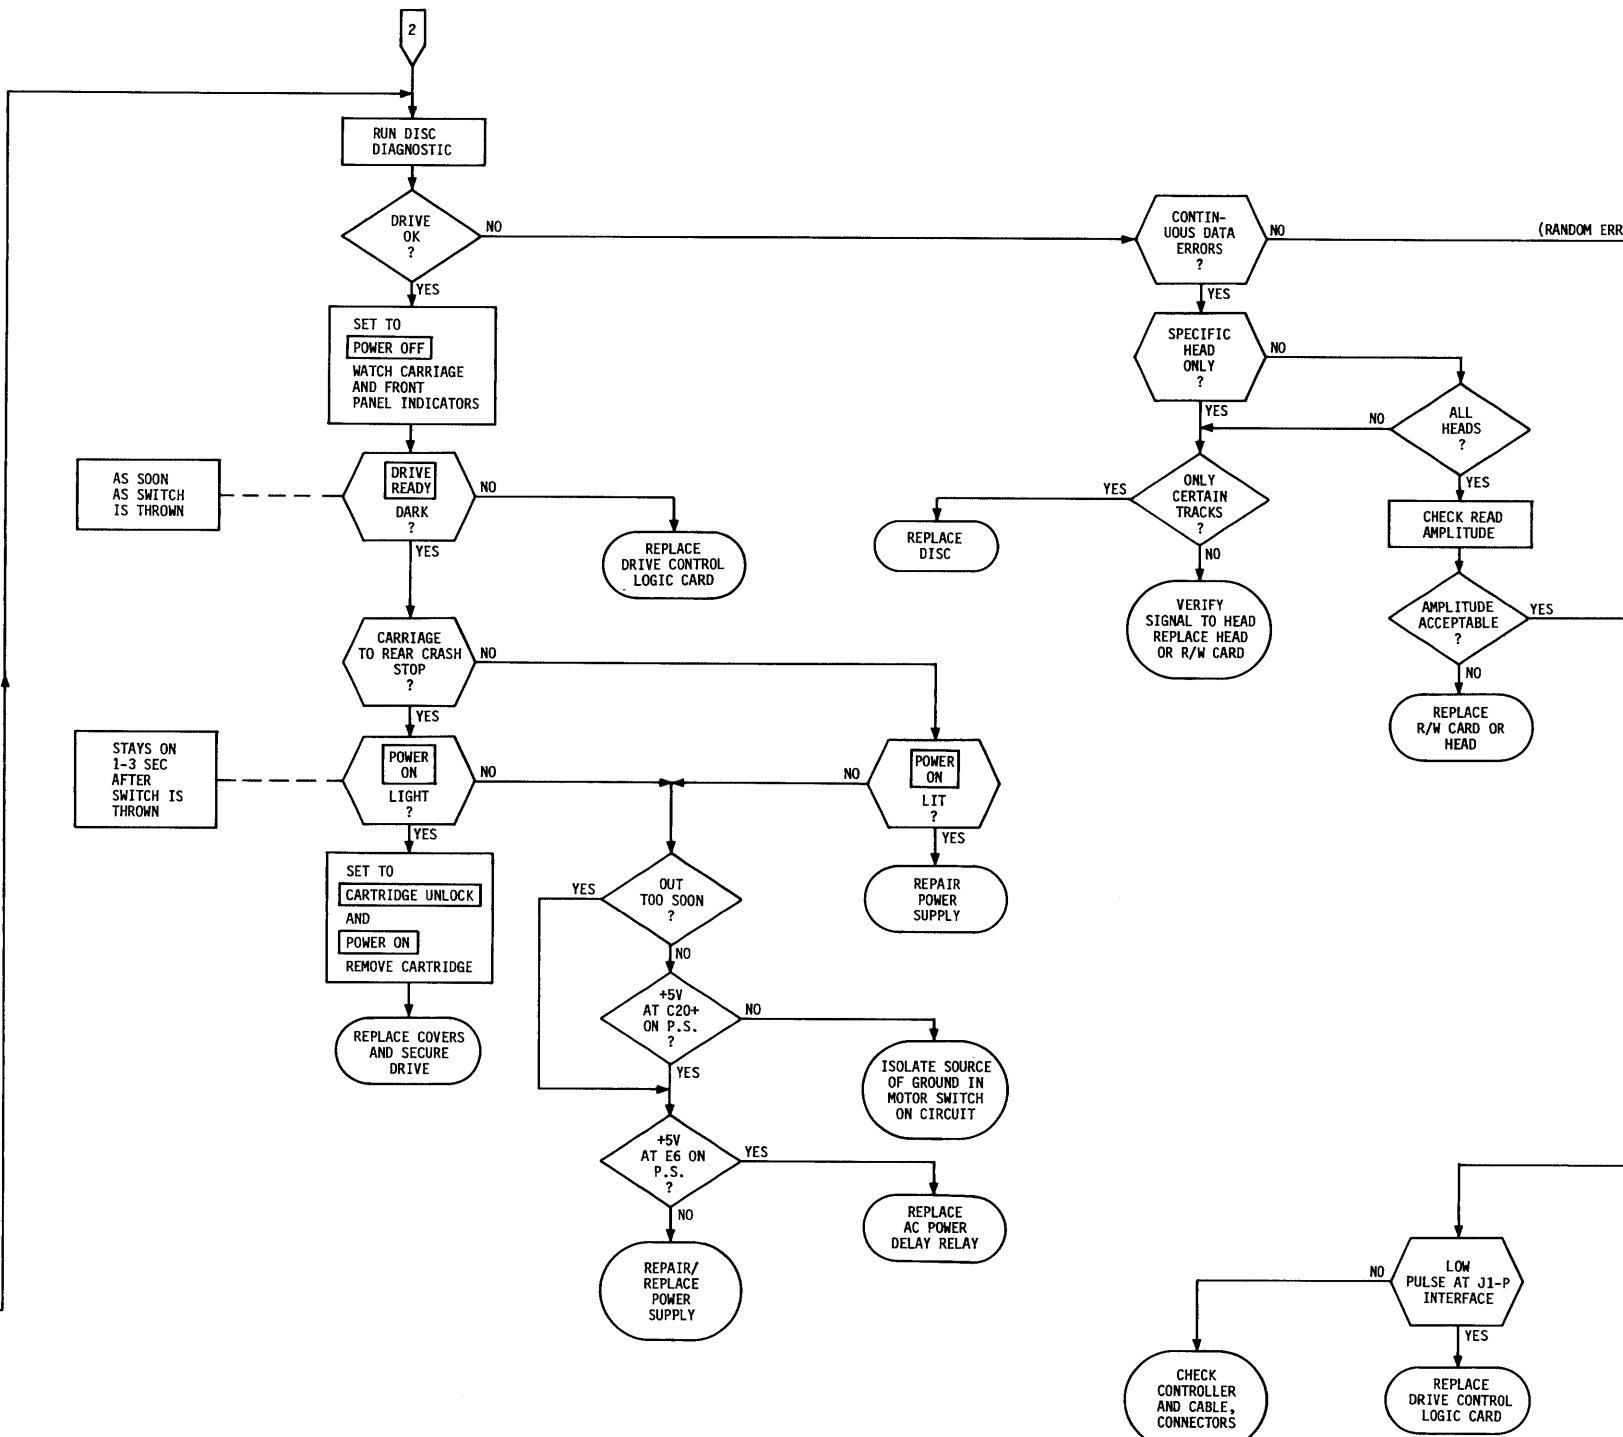 2
RUN DISC
DIAGNOSTIC
DRIVE
OK
?
NO
YES
SET TO
POWER OFF
WATCH CARRIAGE
AND FRONT
PANEL INDICATORS
AS SOON
AS SWITCH
IS THROWN
DRIVE
READY
DARK
?
NO
YES
REPLACE
DRIVE CONTROL
LOGIC CARD
CARRIAGE
TO REAR CRASH
STOP
?
NO
YES
STAYS ON
1-3 SEC
AFTER
SWITCH IS
THROWN
POWER
ON
LIGHT
?
NO
YES
NO
POWER
ON
LIT
?
YES
REPAIR
POWER
SUPPLY
SET TO
CARTRIDGE UNLOCK
AND
POWER ON
REMOVE CARTRIDGE
REPLACE COVERS
AND SECURE
DRIVE
YES
OUT
TOO SOON
?
NO
+5V
AT C20+
ON P.S.
?
NO
YES
ISOLATE SOURCE
OF GROUND IN
MOTOR SWITCH
ON CIRCUIT
+5V
AT E6 ON
P.S.
?
YES
NO
REPLACE
AC POWER
DELAY RELAY
REPAIR/
REPLACE
POWER
SUPPLY
CONTIN-
UOUS DATA
ERRORS
?
NO
(RANDOM ERR
YES
SPECIFIC
HEAD
ONLY
?
NO
YES
NO
ALL
HEADS
?
YES
YES
ONLY
CERTAIN
TRACKS
?
NO
REPLACE
DISC
VERIFY
SIGNAL TO HEAD
REPLACE HEAD
OR R/W CARD
CHECK READ
AMPLITUDE
AMPLITUDE
ACCEPTABLE
?
YES
NO
REPLACE
R/W CARD OR
HEAD
NO
LOW
PULSE AT J1-P
INTERFACE
YES
CHECK
CONTROLLER
AND CABLE,
CONNECTORS
REPLACE
DRIVE CONTROL
LOGIC CARD